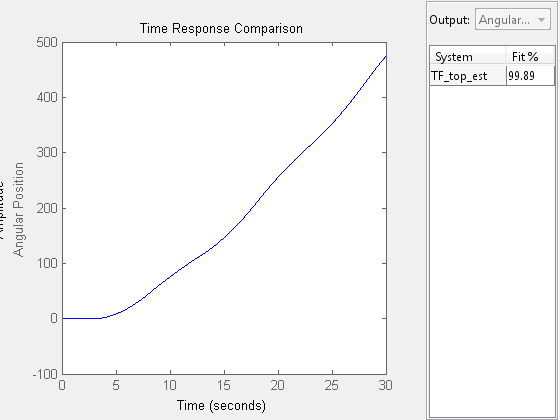 Time Response Comparison
500
400
300
200
100
0
-100
Angular Position
0 5 10 15 20 25 30
Time (seconds)
Output: Angular...
System Fit %
TF_top_est 99.89